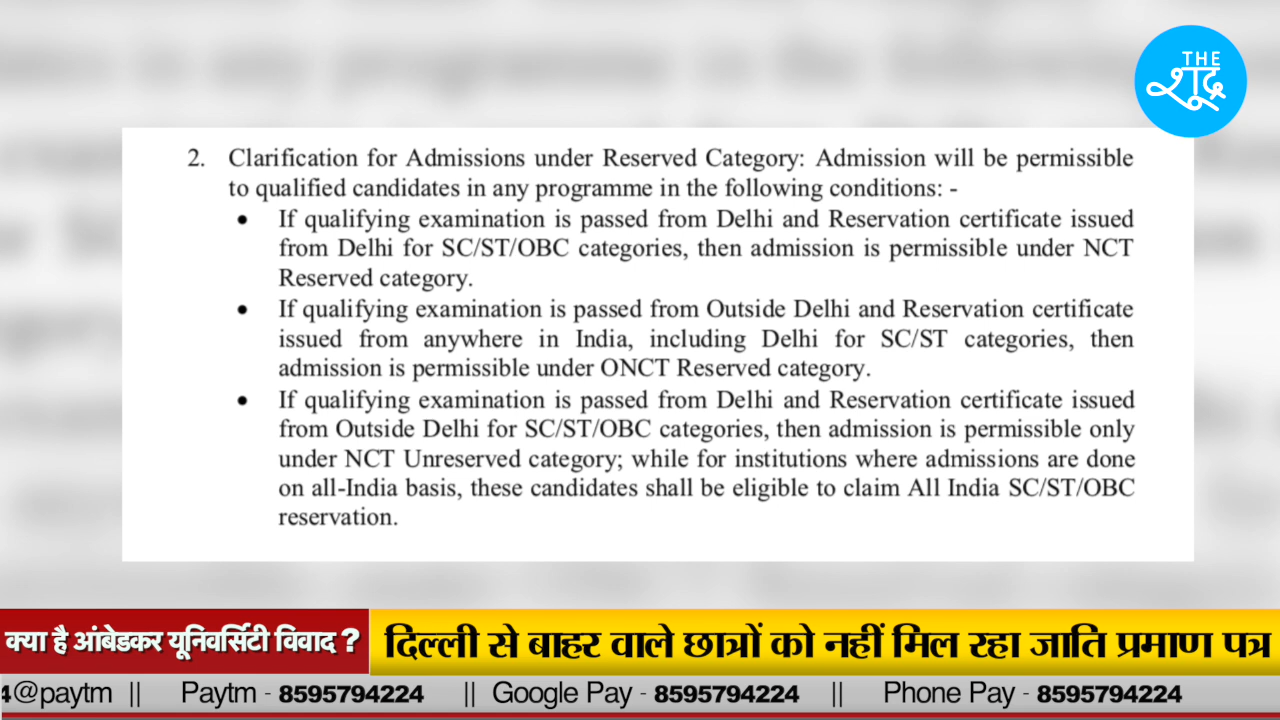 THE
शूद्र
2. Clarification for Admissions under Reserved Category: Admission will be permissible
to qualified candidates in any programme in the following conditions: -
• If qualifying examination is passed from Delhi and Reservation certificate issued
from Delhi for SC/ST/OBC categories, then admission is permissible under NCT
Reserved category.
• If qualifying examination is passed from Outside Delhi and Reservation certificate
issued from anywhere in India, including Delhi for SC/ST categories, then
admission is permissible under ONCT Reserved category.
• If qualifying examination is passed from Delhi and Reservation certificate issued
from Outside Delhi for SC/ST/OBC categories, then admission is permissible only
under NCT Unreserved category; while for institutions where admissions are done
on all-India basis, these candidates shall be eligible to claim All India SC/ST/OBC
reservation.
क्या है आंबेडकर यूनिवर्सिटी विवाद ?
दिल्ली से बाहर वाले छात्रों को नहीं मिल रहा जाति प्रमाण पत्र
4@paytm || Paytm - 8595794224 || Google Pay - 8595794224 || Phone Pay - 8595794224